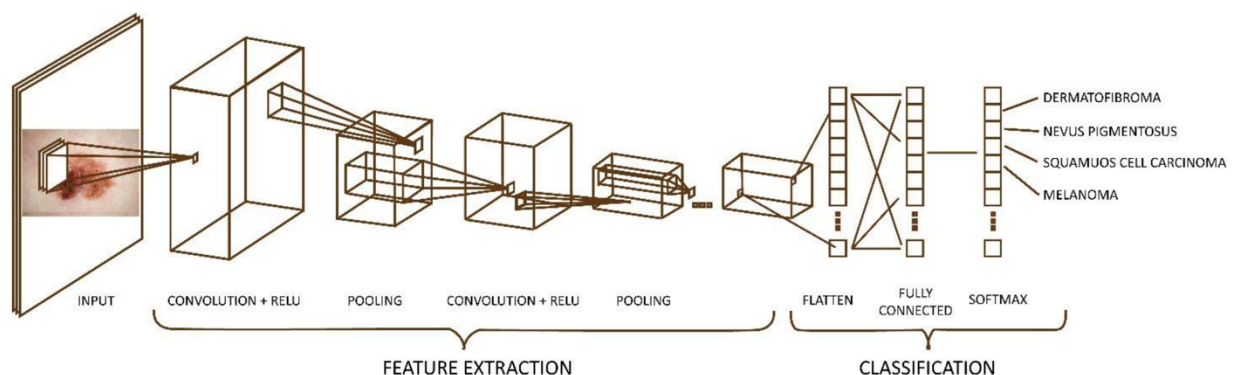 DERMATOFIBROMA
NEVUS PIGMENTOSUS
SQUAMUOS CELL CARCINOMA
MELANOMA
INPUT
CONVOLUTION + RELU
POOLING
CONVOLUTION + RELU
POOLING
FLATTEN
FULLY
CONNECTED
SOFTMAX
FEATURE EXTRACTION
CLASSIFICATION